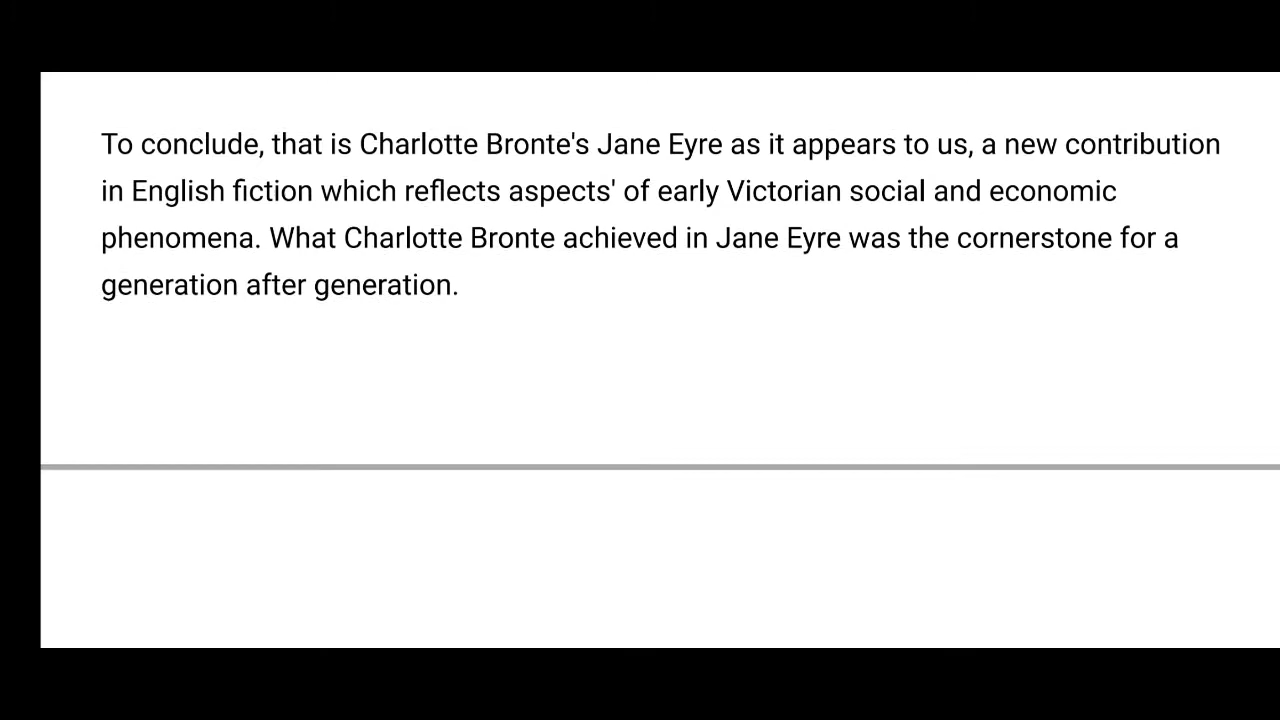 To conclude, that is Charlotte Bronte's Jane Eyre as it appears to us, a new contribution
in English fiction which reflects aspects' of early Victorian social and economic
phenomena. What Charlotte Bronte achieved in Jane Eyre was the cornerstone for a
generation after generation.